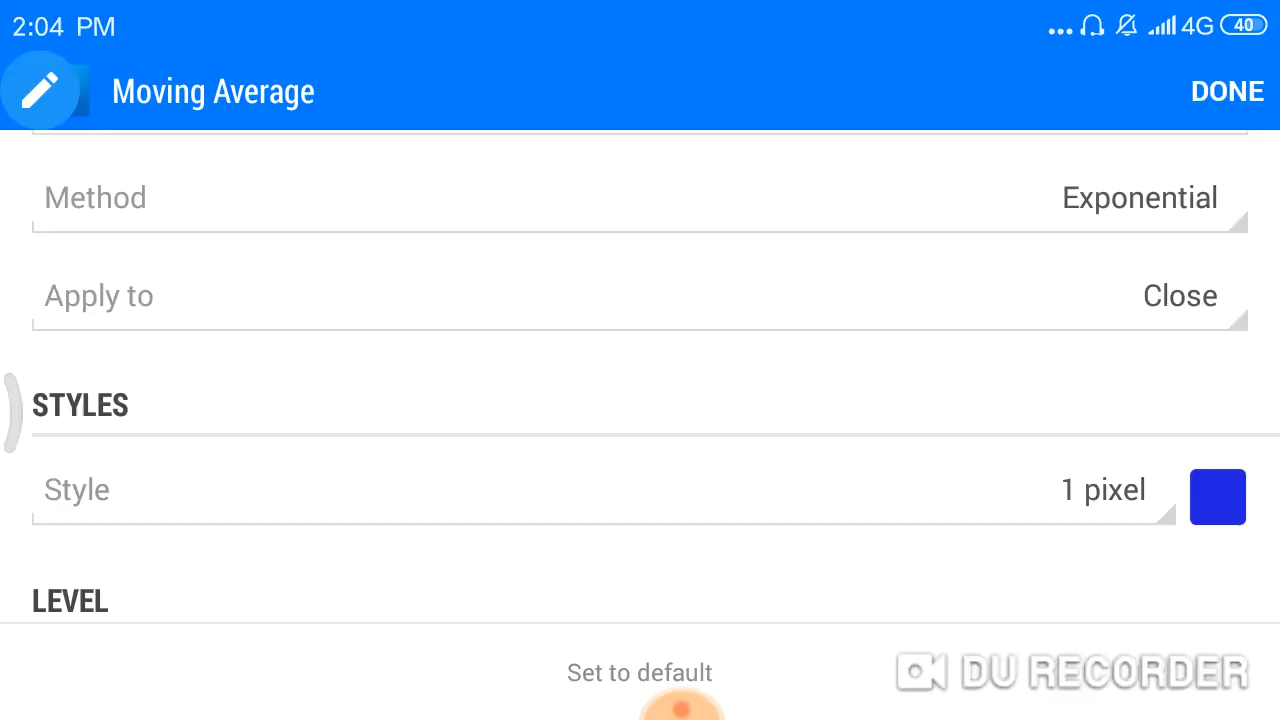 2:04 PM
4G 40
Moving Average
DONE
Method
Exponential
Apply to
Close
STYLES
Style
1 pixel
LEVEL
Set to default
DU RECORDER